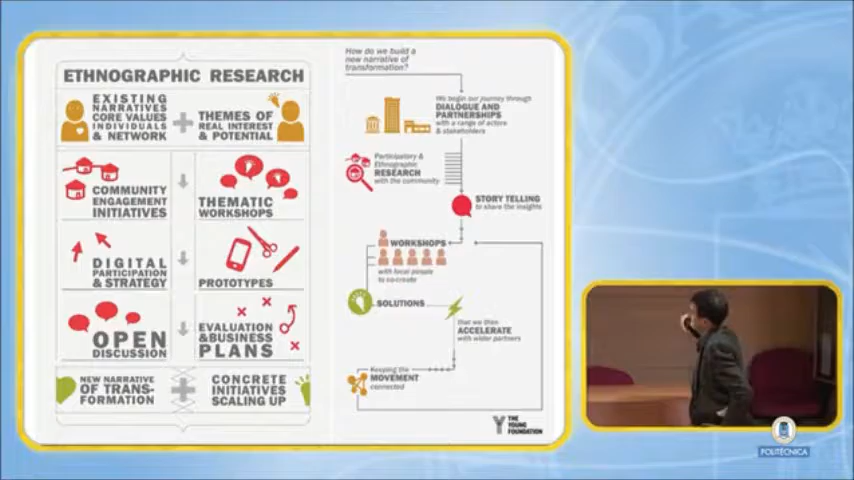 ETHNOGRAPHIC RESEARCH
EXISTING
NARRATIVES
CORE VALUES
INDIVIDUALS
& NETWORK
THEMES OF
REAL INTEREST
& POTENTIAL
COMMUNITY
ENGAGEMENT
INITIATIVES
THEMATIC
WORKSHOPS
DIGITAL
PARTICIPATION
& STRATEGY
PROTOTYPES
OPEN
DISCUSSION
EVALUATION
&BUSINESS
PLANS
NEW NARRATIVE
OF TRANS-
FORMATION
CONCRETE
INITIATIVES
SCALING UP
How do we build a
new narrative of
transformation?
We begin our journey through
DIALOGUE AND
PARTNERSHIPS
with a range of actors
& stakeholders
Participatory &
Ethnographic
RESEARCH
with the community
STORY TELLING
to share the insights
WORKSHOPS
with local people
to co-create
SOLUTIONS
that we then
ACCELERATE
with wider partners
Keeping the
MOVEMENT
connected
THE
YOUNG
FOUNDATION
POLITÉCNICA